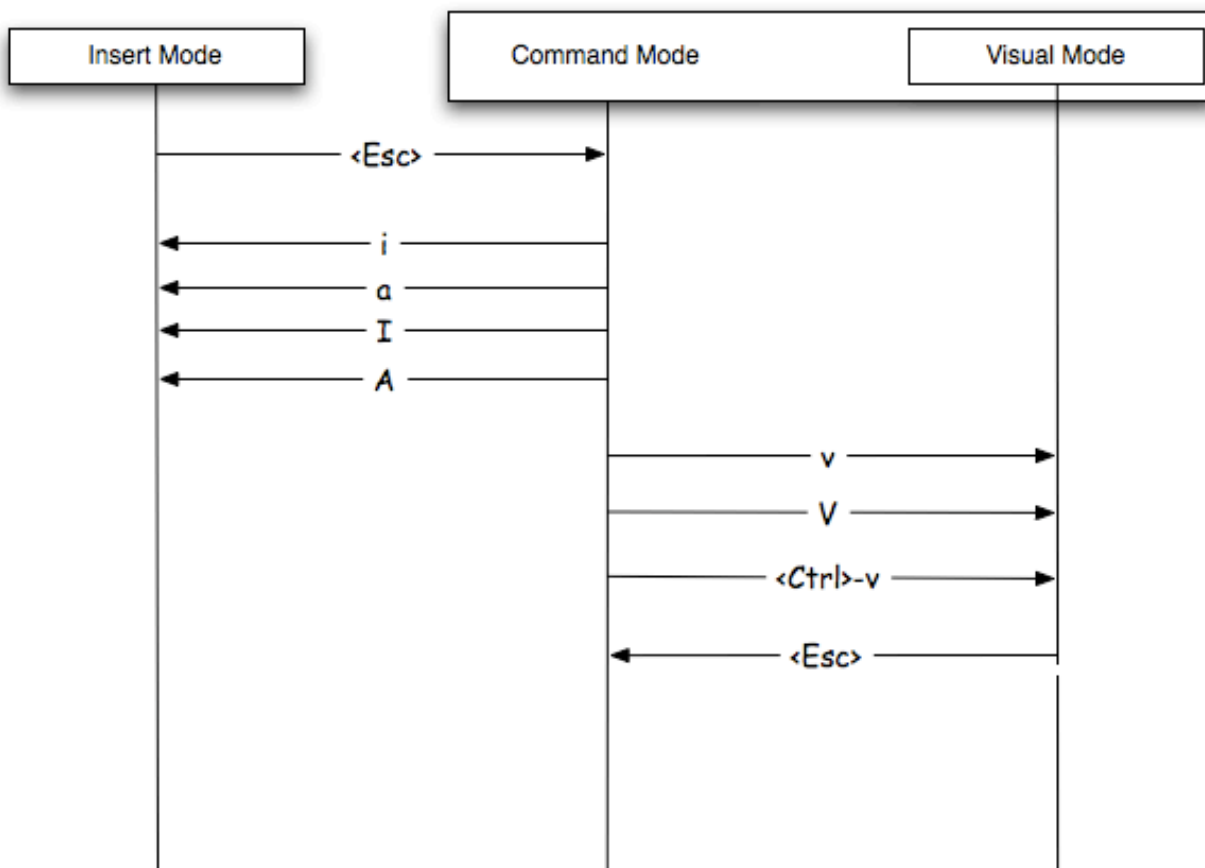 Insert Mode
Command Mode
Visual Mode
<Esc>
i
a
I
A
v
V
<Ctrl>-v
<Esc>